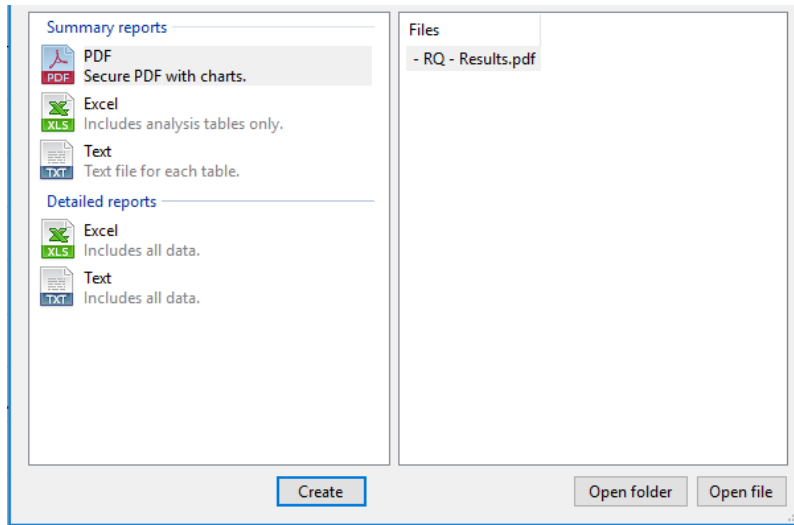 Summary reports
PDF
PDF
Secure PDF with charts.
Excel
XLS
Includes analysis tables only.
Text
TXT
Text file for each table.
Detailed reports
Excel
XLS
Includes all data.
Text
TXT
Includes all data.
Create
Files
- RQ - Results.pdf
Open folder
Open file